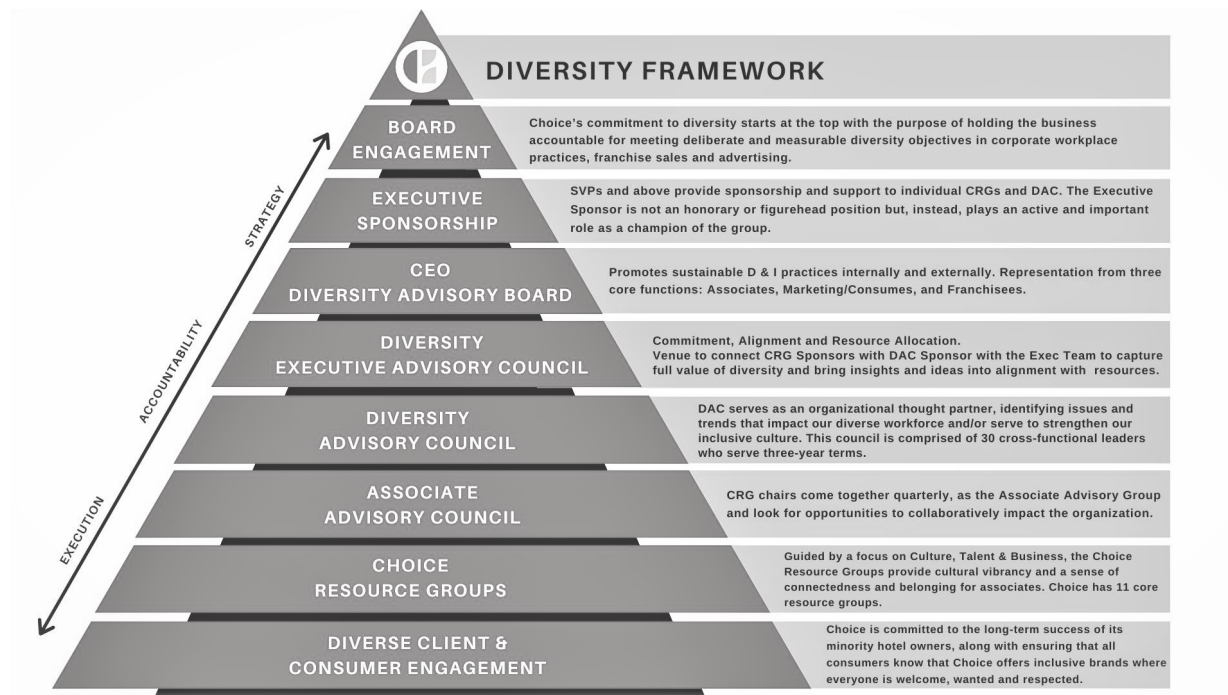 DIVERSITY FRAMEWORK
BOARD
ENGAGEMENT
Choice's commitment to diversity starts at the top with the purpose of holding the business
accountable for meeting deliberate and measurable diversity objectives in corporate workplace
practices, franchise sales and advertising.
EXECUTIVE
SPONSORSHIP
SVPs and above provide sponsorship and support to individual CRGs and DAC. The Executive
Sponsor is not an honorary or figurehead position but, instead, plays an active and important
role as a champion of the group.
CEO
DIVERSITY ADVISORY BOARD
Promotes sustainable D & I practices internally and externally. Representation from three
core functions: Associates, Marketing/Consumes, and Franchisees.
DIVERSITY
EXECUTIVE ADVISORY COUNCIL
Commitment, Alignment and Resource Allocation.
Venue to connect CRG Sponsors with DAC Sponsor with the Exec Team to capture
full value of diversity and bring insights and ideas into alignment with resources.
DIVERSITY
ADVISORY COUNCIL
DAC serves as an organizational thought partner, identifying issues and
trends that impact our diverse workforce and/or serve to strengthen our
inclusive culture. This council is comprised of 30 cross-functional leaders
who serve three-year terms.
ASSOCIATE
ADVISORY COUNCIL
CRG chairs come together quarterly, as the Associate Advisory Group
and look for opportunities to collaboratively impact the organization.
CHOICE
RESOURCE GROUPS
Guided by a focus on Culture, Talent & Business, the Choice
Resource Groups provide cultural vibrancy and a sense of
connectedness and belonging for associates. Choice has 11 core
resource groups.
DIVERSE CLIENT &
CONSUMER ENGAGEMENT
Choice is committed to the long-term success of its
minority hotel owners, along with ensuring that all
consumers know that Choice offers inclusive brands where
everyone is welcome, wanted and respected.
STRATEGY
ACCOUNTABILITY
EXECUTION